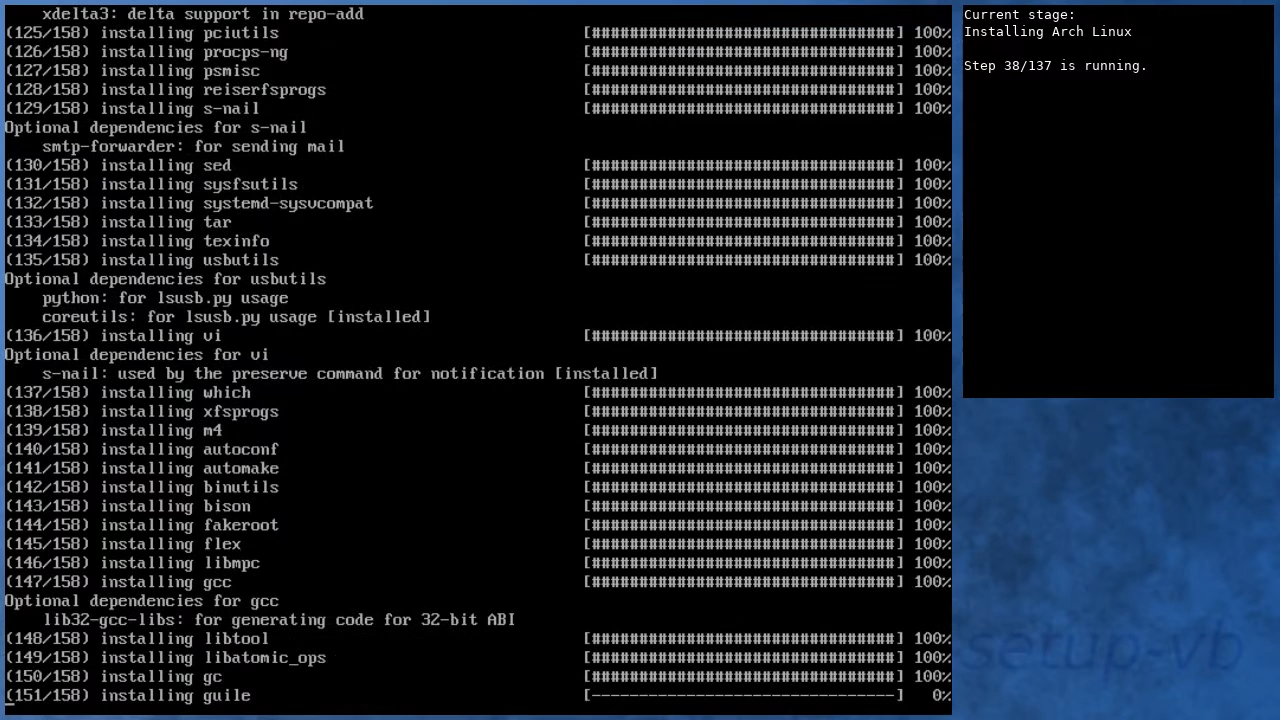 xdelta3: delta support in repo-add
(125/158) installing pciutils [################################] 100%
(126/158) installing procps-ng [################################] 100%
(127/158) installing psmisc [################################] 100%
(128/158) installing reiserfsprogs [################################] 100%
(129/158) installing s-nail [################################] 100%
Optional dependencies for s-nail
    smtp-forwarder: for sending mail
(130/158) installing sed [################################] 100%
(131/158) installing sysfsutils [################################] 100%
(132/158) installing systemd-sysvcompat [################################] 100%
(133/158) installing tar [################################] 100%
(134/158) installing texinfo [################################] 100%
(135/158) installing usbutils [################################] 100%
Optional dependencies for usbutils
    python: for lsusb.py usage
    coreutils: for lsusb.py usage [installed]
(136/158) installing vi [################################] 100%
Optional dependencies for vi
    s-nail: used by the preserve command for notification [installed]
(137/158) installing which [################################] 100%
(138/158) installing xfsprogs [################################] 100%
(139/158) installing m4 [################################] 100%
(140/158) installing autoconf [################################] 100%
(141/158) installing automake [################################] 100%
(142/158) installing binutils [################################] 100%
(143/158) installing bison [################################] 100%
(144/158) installing fakeroot [################################] 100%
(145/158) installing flex [################################] 100%
(146/158) installing libmpc [################################] 100%
(147/158) installing gcc [################################] 100%
Optional dependencies for gcc
    lib32-gcc-libs: for generating code for 32-bit ABI
(148/158) installing libtool [################################] 100%
(149/158) installing libatomic_ops [################################] 100%
(150/158) installing gc [################################] 100%
(151/158) installing guile [--------------------------------] 0%
Current stage:
Installing Arch Linux
Step 38/137 is running.
setup-vb